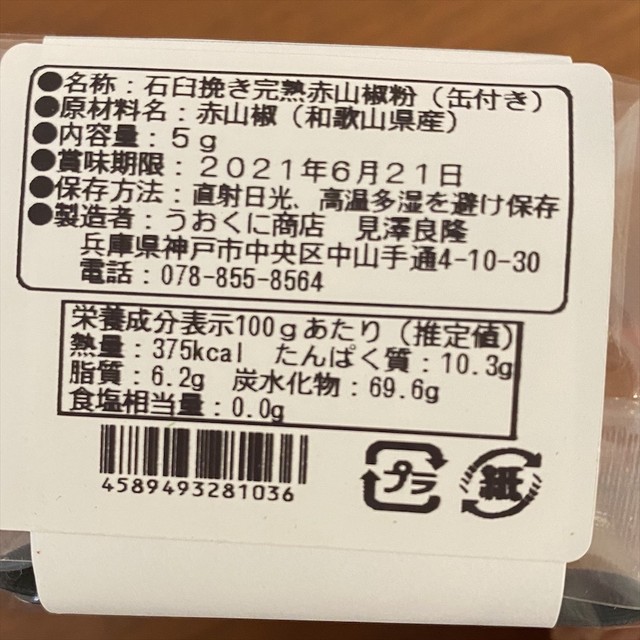 ●名称：石臼挽き完熟赤山椒粉（缶付き）
●原材料名：赤山椒（和歌山県産）
●内容量：５ｇ
●賞味期限：２０２１年６月２１日
●保存方法：直射日光、高温多湿を避け保存
●製造者：うおくに商店　見澤良隆
兵庫県神戸市中央区中山手通4-10-30
電話：078-855-8564
栄養成分表示100ｇあたり（推定値）
熱量：375kcal　たんぱく質：10.3g
脂質：6.2g　炭水化物：69.6g
食塩相当量：0.0g
4589493281036
プラ
紙